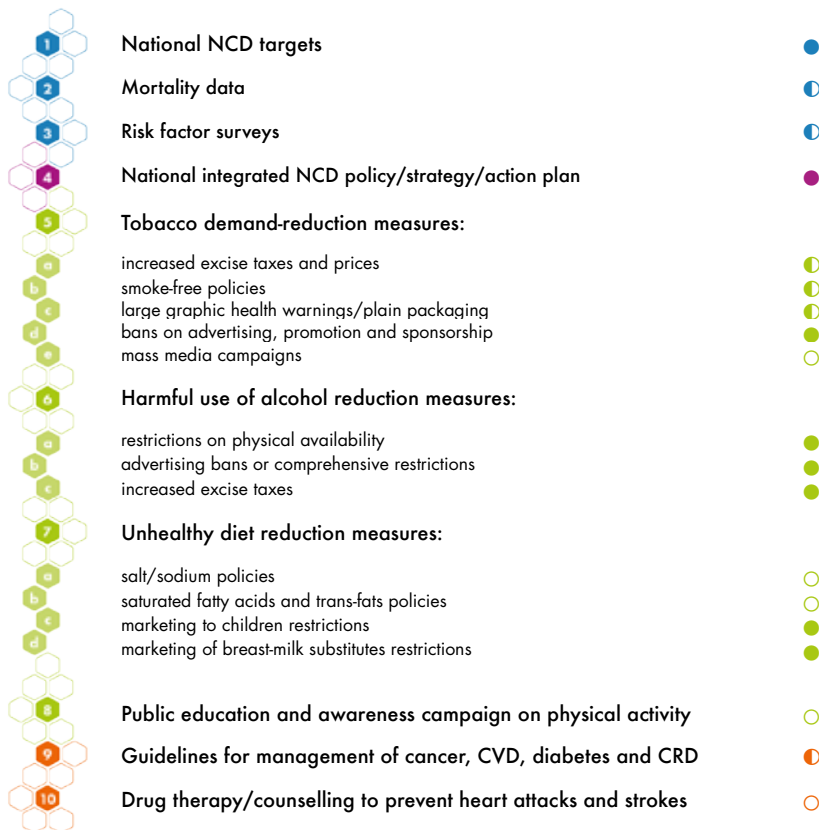 1 National NCD targets
2 Mortality data
3 Risk factor surveys
4 National integrated NCD policy/strategy/action plan
5 Tobacco demand-reduction measures:
a increased excise taxes and prices
b smoke-free policies
c large graphic health warnings/plain packaging
d bans on advertising, promotion and sponsorship
e mass media campaigns
6 Harmful use of alcohol reduction measures:
a restrictions on physical availability
b advertising bans or comprehensive restrictions
c increased excise taxes
7 Unhealthy diet reduction measures:
a salt/sodium policies
b saturated fatty acids and trans-fats policies
c marketing to children restrictions
d marketing of breast-milk substitutes restrictions
8 Public education and awareness campaign on physical activity
9 Guidelines for management of cancer, CVD, diabetes and CRD
10 Drug therapy/counselling to prevent heart attacks and strokes